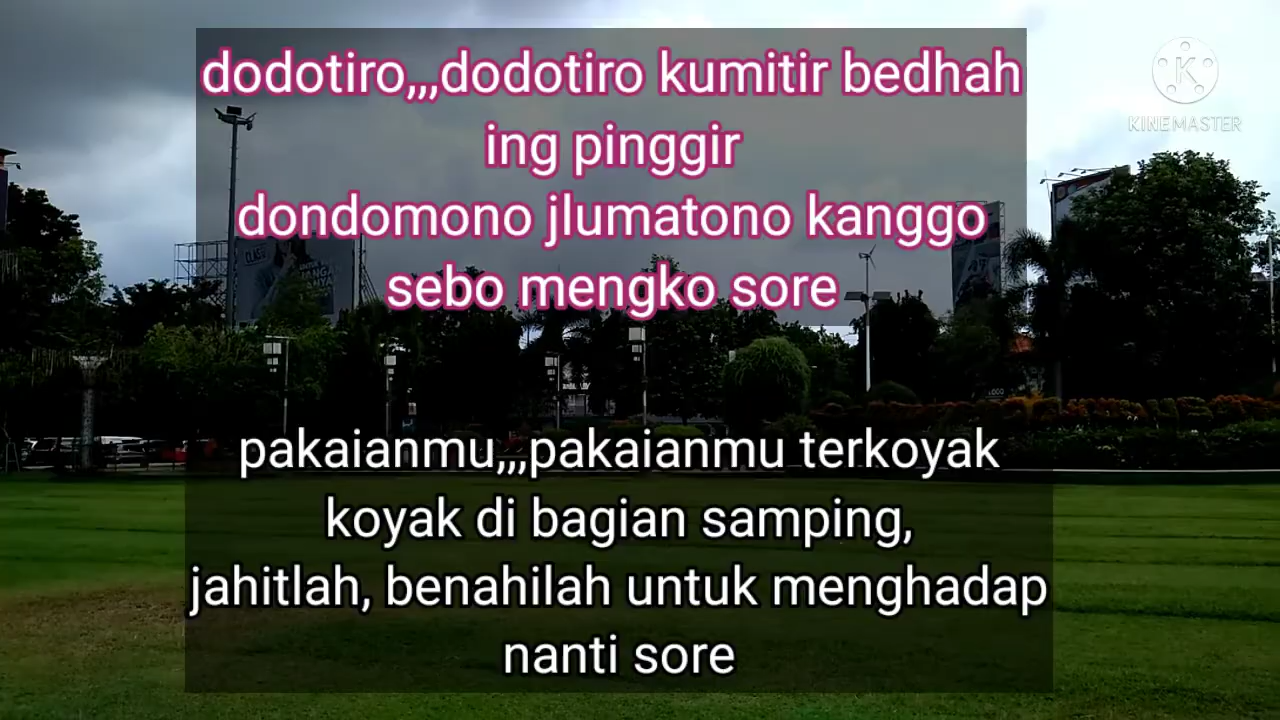 dodotiro,,,dodotiro kumitir bedhah
ing pinggir
dondomono jlumatono kanggo
sebo mengko sore
pakaianmu,,,pakaianmu terkoyak
koyak di bagian samping,
jahitlah, benahilah untuk menghadap
nanti sore
K
KINEMASTER